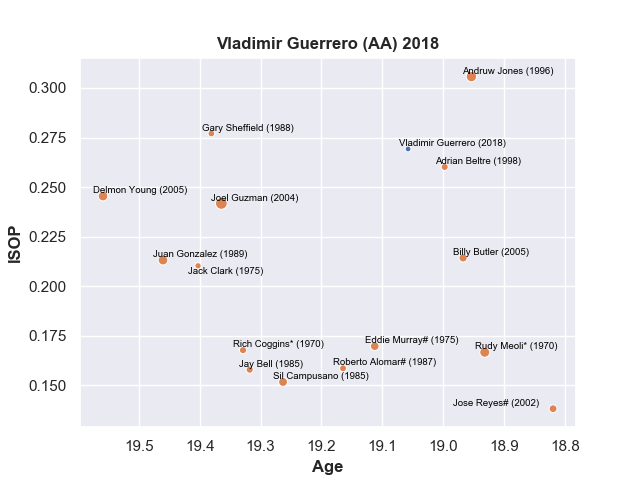 Vladimir Guerrero (AA) 2018
ISOP
0.300
0.275
0.250
0.225
0.200
0.175
0.150
Andruw Jones (1996)
Gary Sheffield (1988)
Vladimir Guerrero (2018)
Adrian Beltre (1998)
Delmon Young (2005)
Joel Guzman (2004)
Juan Gonzalez (1989)
Billy Butler (2005)
Jack Clark (1975)
Eddie Murray# (1975)
Rich Coggins* (1970)
Rudy Meoli* (1970)
Jay Bell (1985)
Roberto Alomar# (1987)
Sil Campusano (1985)
Jose Reyes# (2002)
19.5 19.4 19.3 19.2 19.1 19.0 18.9 18.8
Age